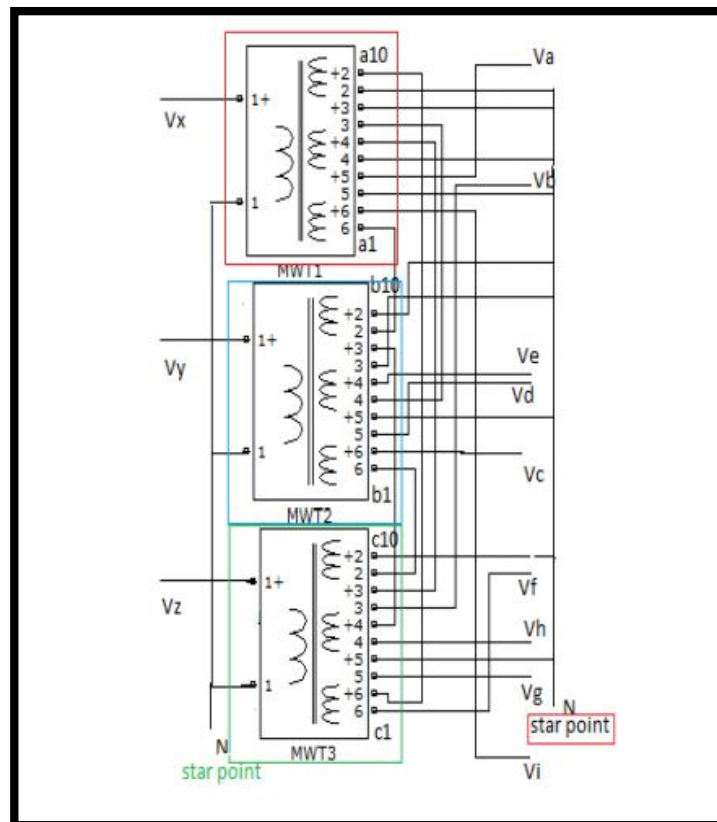 a10
Va
+2
2
1+
+3
Vx
3
+4
4
+5
Vb
5
1
+6
6
a1
MWT1
b10
+2
1+
2
+3
Vy
3
Ve
+4
4
Vd
+5
5
1
+6
Vc
6
b1
MWT2
c10
+2
1+
2
Vf
Vz
+3
3
+4
4
Vh
+5
1
5
Vg
+6
6
N
star point
c1
N
MWT3
star point
Vi